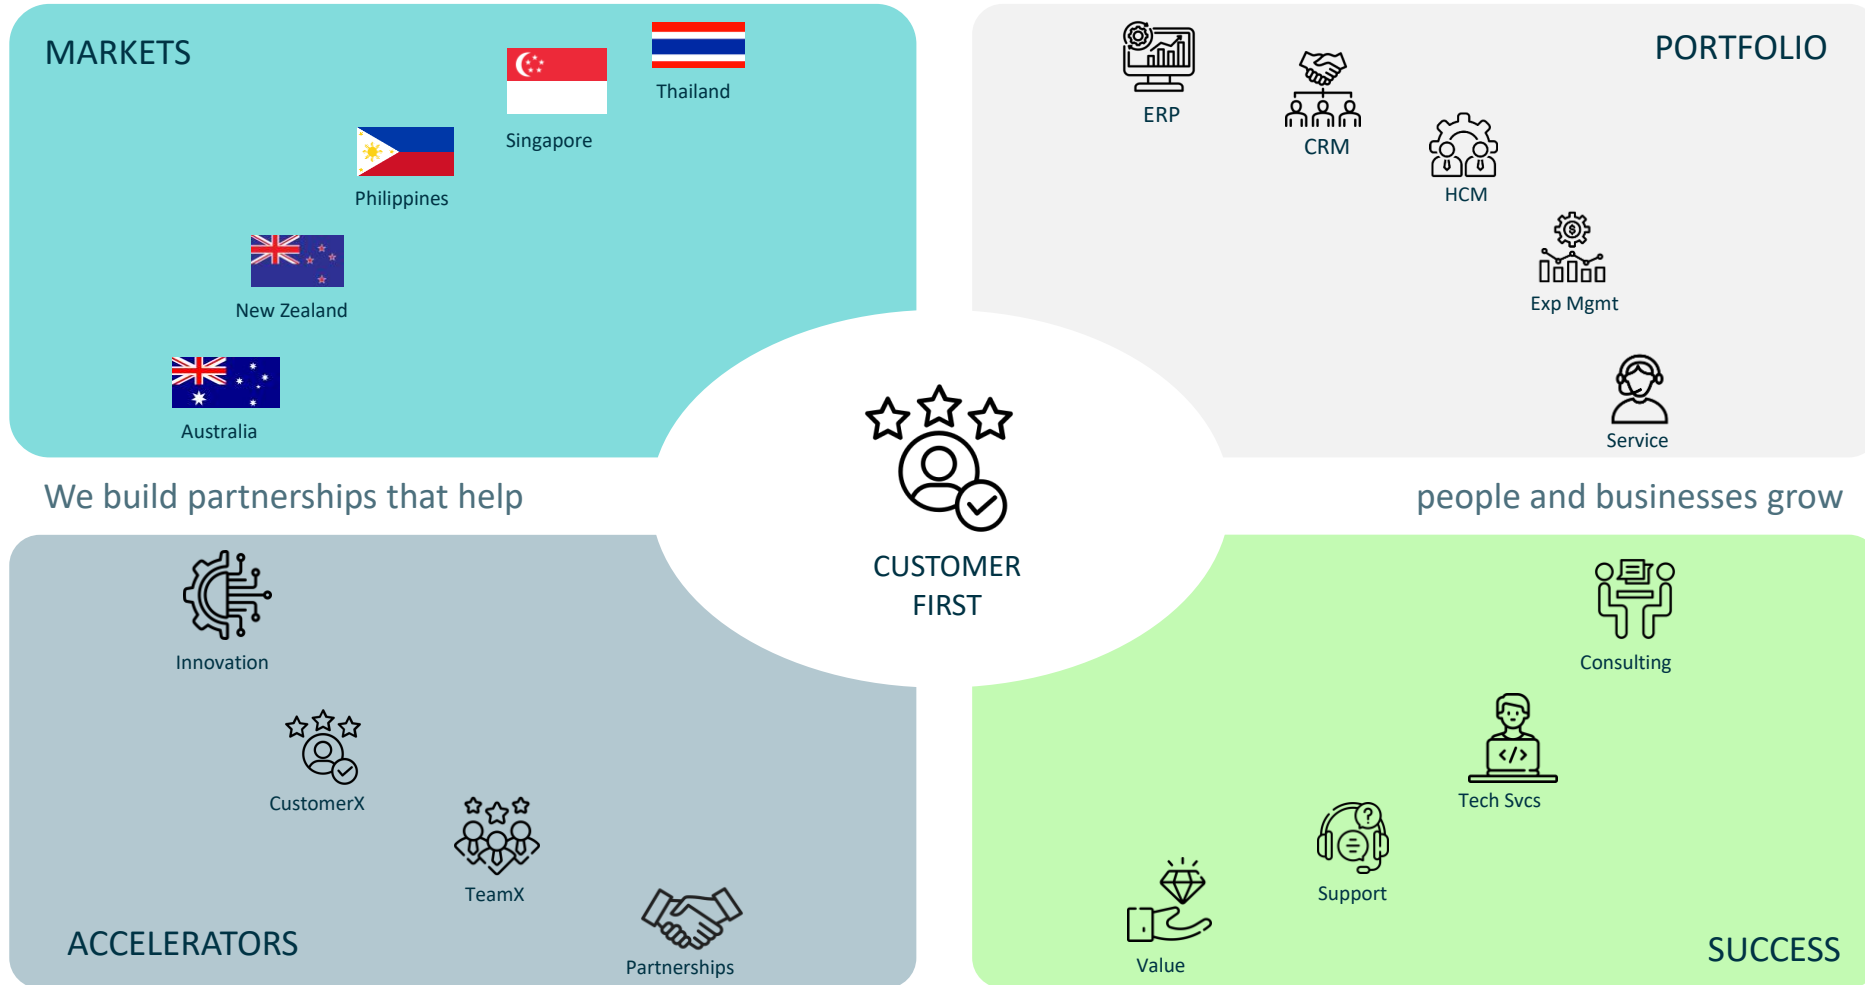 MARKETS
Thailand
Singapore
Philippines
New Zealand
Australia
PORTFOLIO
ERP
CRM
HCM
Exp Mgmt
Service
We build partnerships that help
people and businesses grow
CUSTOMER
FIRST
Innovation
CustomerX
TeamX
Partnerships
ACCELERATORS
Consulting
Tech Svcs
Support
Value
SUCCESS